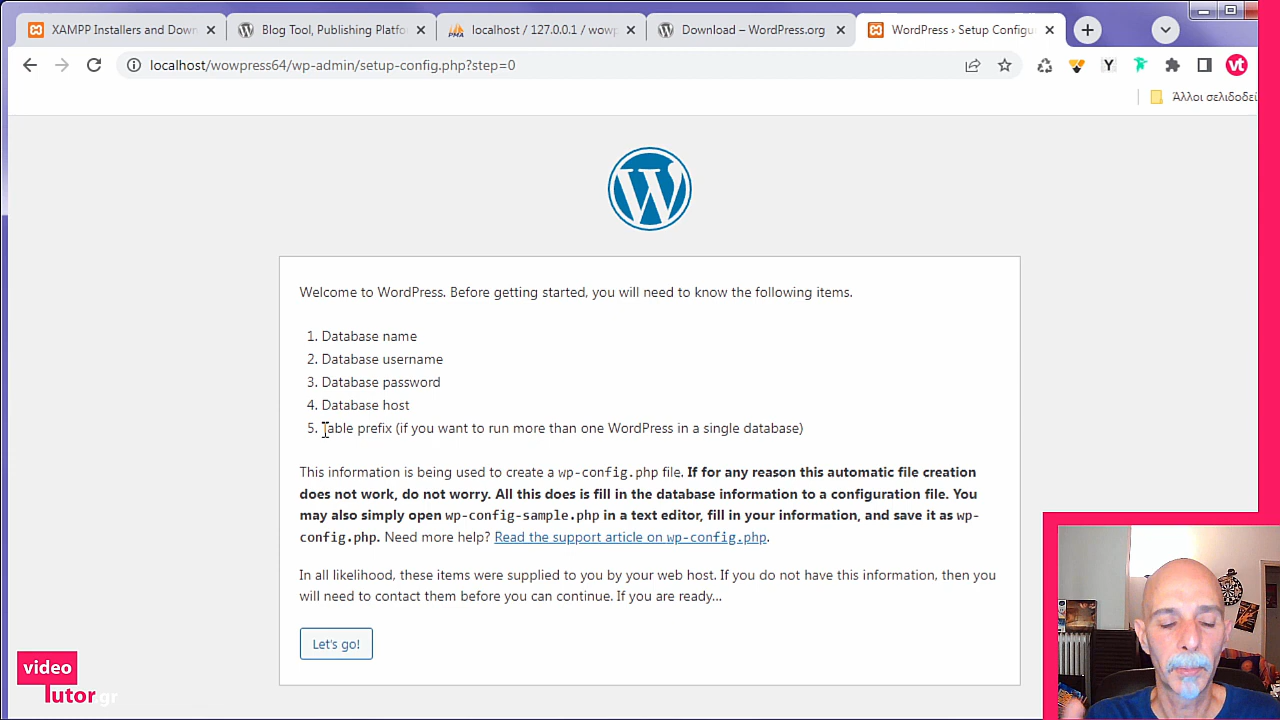 XAMPP Installers and Down
Blog Tool, Publishing Platfo
localhost / 127.0.0.1 / wowp
Download – WordPress.org
WordPress › Setup Configu
localhost/wowpress64/wp-admin/setup-config.php?step=0
Y
vt
Άλλοι σελιδοδεί
W
Welcome to WordPress. Before getting started, you will need to know the following items.
1. Database name
2. Database username
3. Database password
4. Database host
5. Table prefix (if you want to run more than one WordPress in a single database)
This information is being used to create a wp-config.php file. If for any reason this automatic file creation
does not work, do not worry. All this does is fill in the database information to a configuration file. You
may also simply open wp-config-sample.php in a text editor, fill in your information, and save it as wp-
config.php. Need more help? Read the support article on wp-config.php.
In all likelihood, these items were supplied to you by your web host. If you do not have this information, then you
will need to contact them before you can continue. If you are ready...
Let's go!
video
Tutor gr